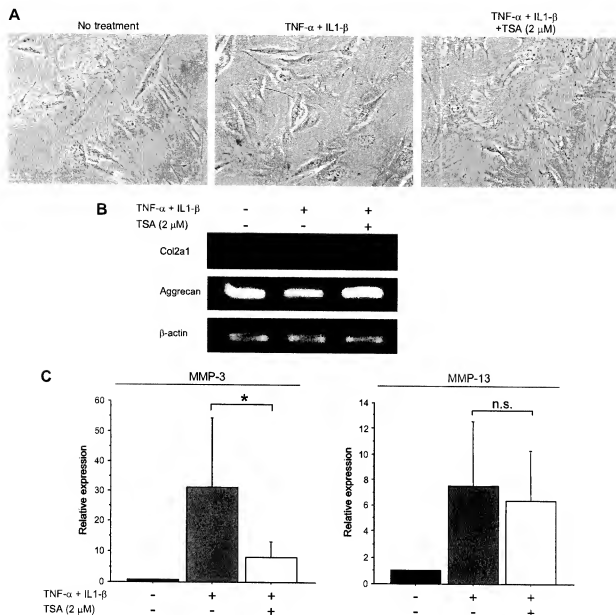 A
No treatment
TNF-α + IL1-β
TNF-α + IL1-β
+TSA (2 μM)
B
TNF-α + IL1-β - + +
TSA (2 μM) - - +
Col2a1
Aggrecan
β-actin
C
MMP-3
Relative expression
60
50
40
30
20
10
0
*
TNF-α + IL1-β - + +
TSA (2 μM) - - +
MMP-13
Relative expression
14
12
10
8
6
4
2
0
n.s.
- + +
- - +